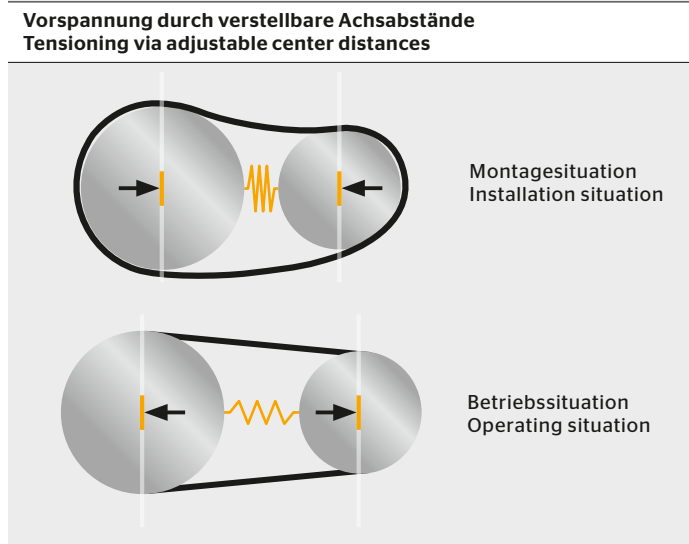 Vorspannung durch verstellbare Achsabstände
Tensioning via adjustable center distances
Montagesituation
Installation situation
Betriebssituation
Operating situation